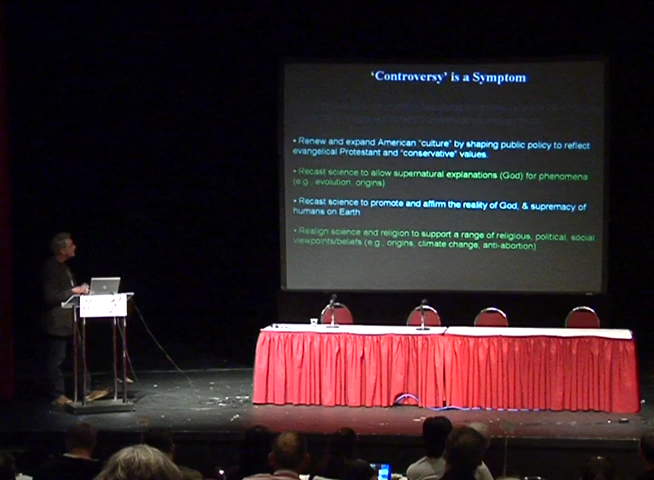 ‘Controversy’ is a Symptom
• Renew and expand American “culture” by shaping public policy to reflect
evangelical Protestant and “conservative” values.
• Recast science to allow supernatural explanations (God) for phenomena
(e.g., evolution, origins)
• Recast science to promote and affirm the reality of God, & supremacy of
humans on Earth
• Realign science and religion to support a range of religious, political, social
viewpoints/beliefs (e.g., origins, climate change, anti-abortion)